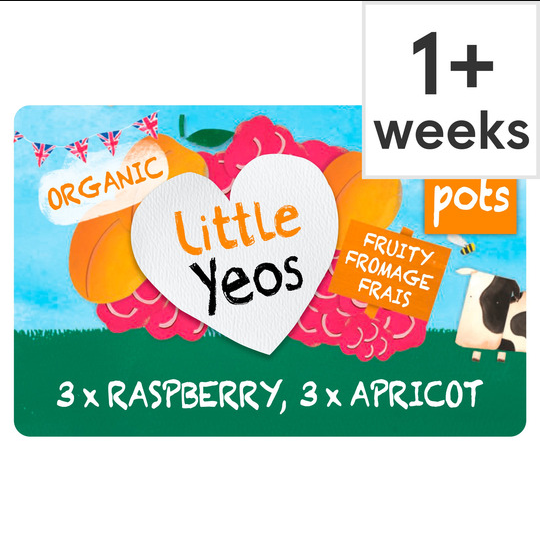 1+
weeks
ORGANIC
little
yeos
pots
FRUITY
FROMAGE
FRAIS
3 x RASPBERRY, 3 x APRICOT